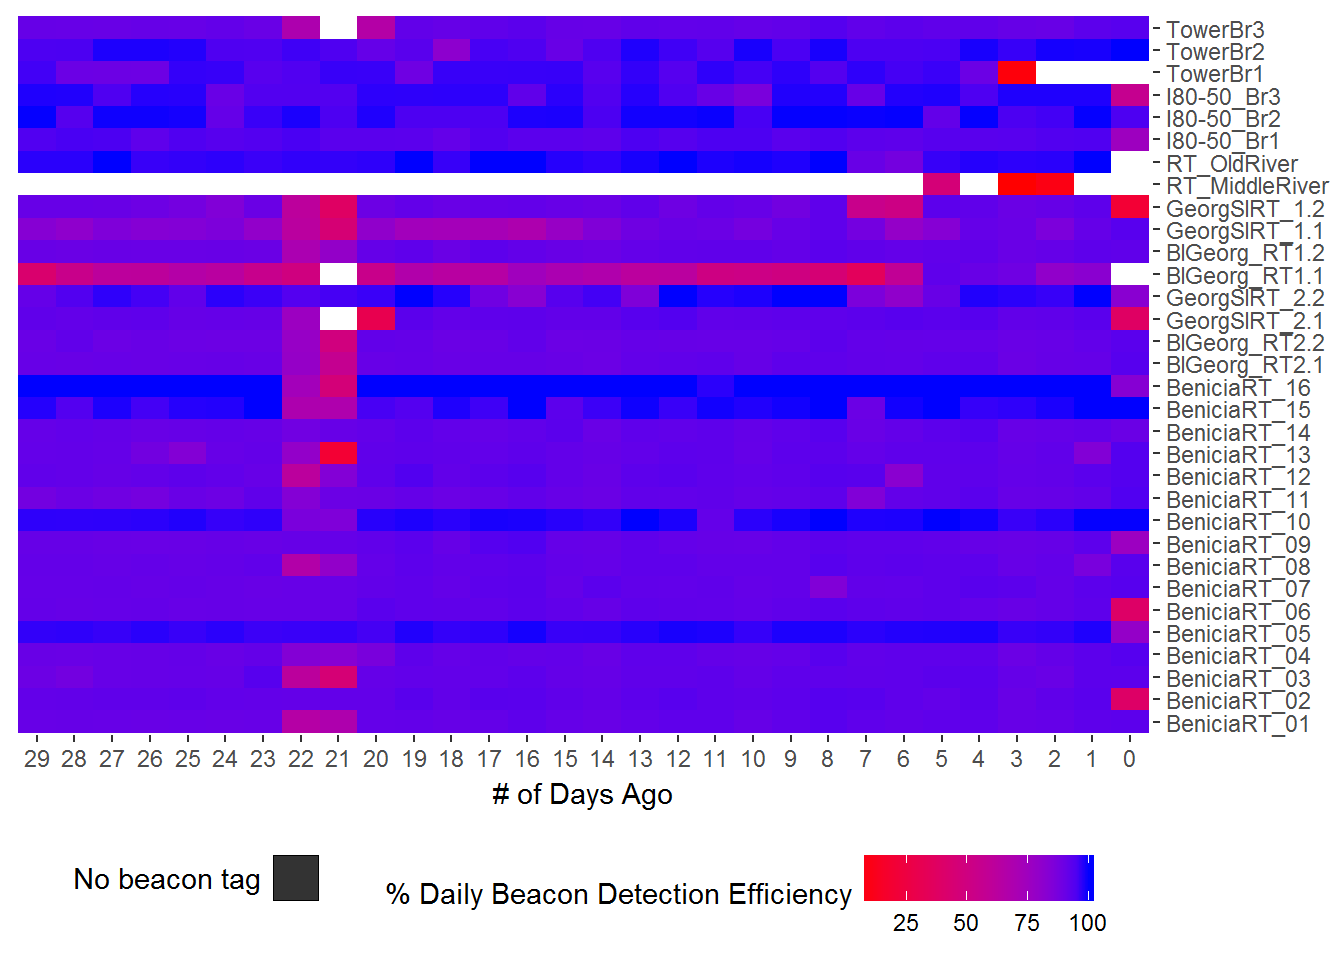 TowerBr3
TowerBr2
TowerBr1
I80-50_Br3
I80-50_Br2
I80-50_Br1
RT_OldRiver
RT_MiddleRiver
GeorgSlRT_1.2
GeorgSlRT_1.1
BlGeorg_RT1.2
BlGeorg_RT1.1
GeorgSlRT_2.2
GeorgSlRT_2.1
BlGeorg_RT2.2
BlGeorg_RT2.1
BeniciaRT_16
BeniciaRT_15
BeniciaRT_14
BeniciaRT_13
BeniciaRT_12
BeniciaRT_11
BeniciaRT_10
BeniciaRT_09
BeniciaRT_08
BeniciaRT_07
BeniciaRT_06
BeniciaRT_05
BeniciaRT_04
BeniciaRT_03
BeniciaRT_02
BeniciaRT_01
29 28 27 26 25 24 23 22 21 20 19 18 17 16 15 14 13 12 11 10 9 8 7 6 5 4 3 2 1 0
# of Days Ago
No beacon tag
% Daily Beacon Detection Efficiency
25 50 75 100